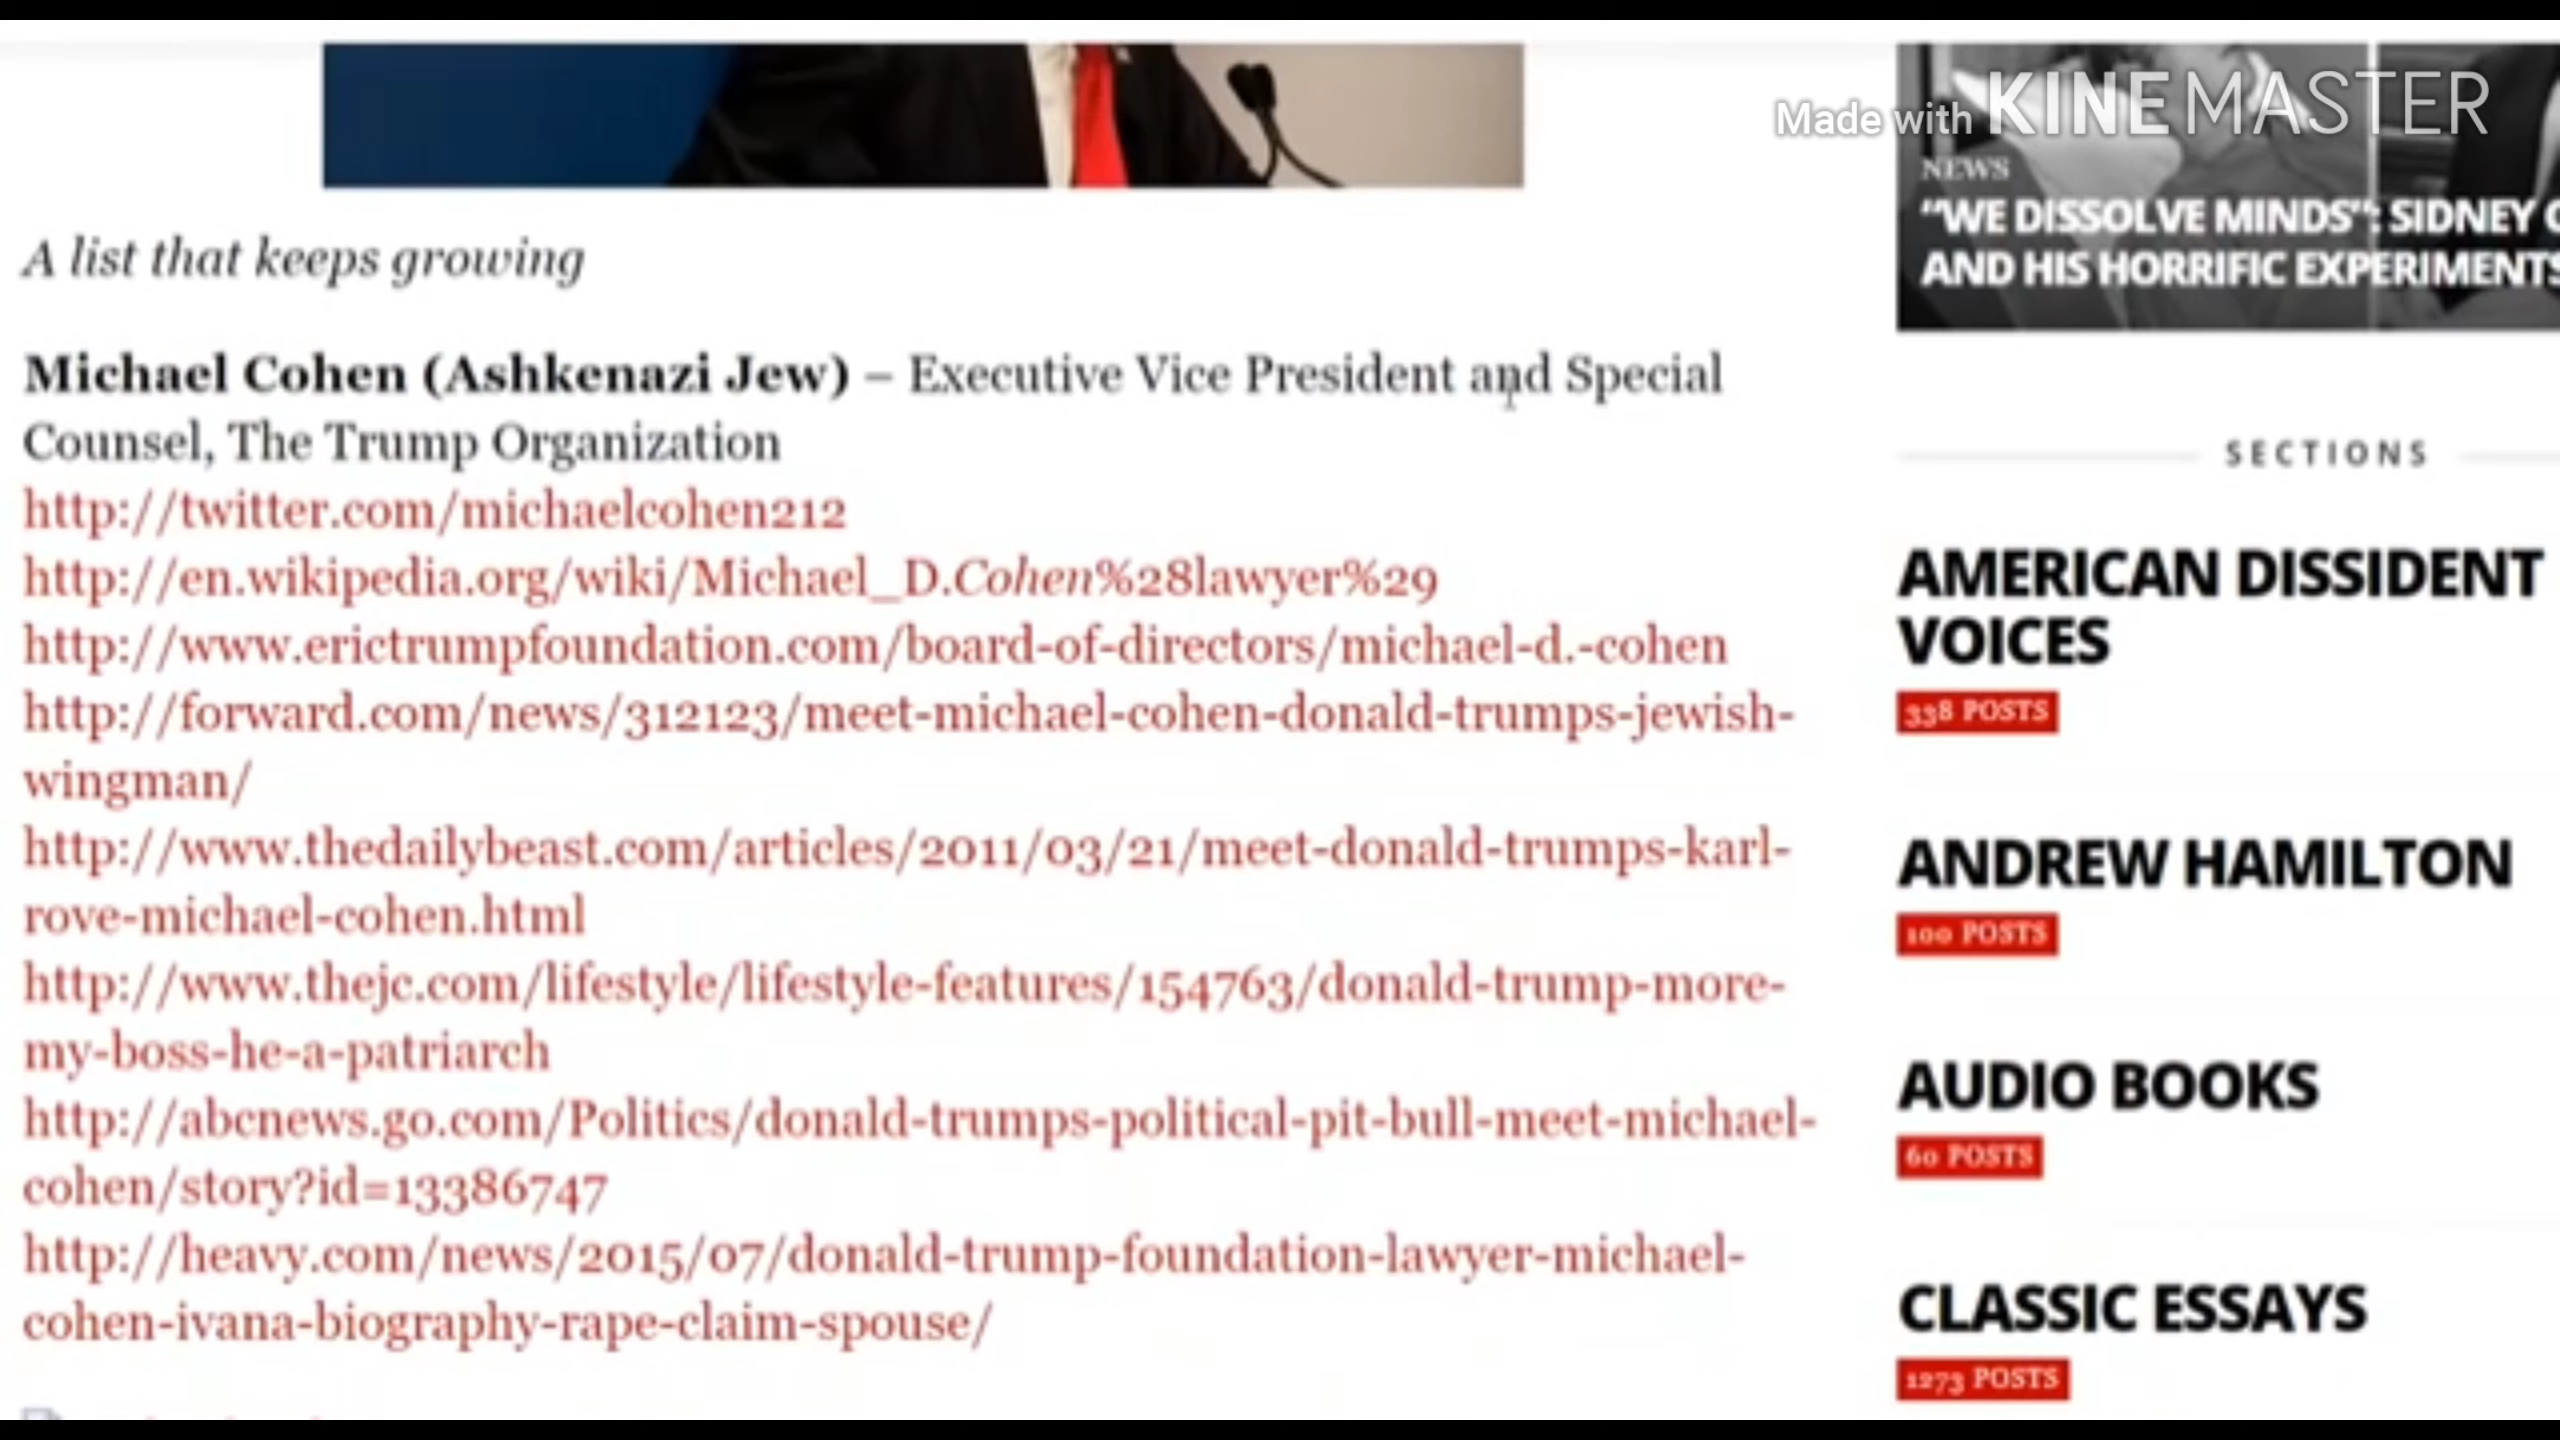 Made with KINEMASTER
NEWS
“WE DISSOLVE MINDS”: SIDNEY
AND HIS HORRIFIC EXPERIMENTS
A list that keeps growing
Michael Cohen (Ashkenazi Jew) – Executive Vice President and Special
Counsel, The Trump Organization
http://twitter.com/michaelcohen212
http://en.wikipedia.org/wiki/Michael_D.Cohen%28lawyer%29
http://www.erictrumpfoundation.com/board-of-directors/michael-d.-cohen
http://forward.com/news/312123/meet-michael-cohen-donald-trumps-jewish-
wingman/
http://www.thedailybeast.com/articles/2011/03/21/meet-donald-trumps-karl-
rove-michael-cohen.html
http://www.thejc.com/lifestyle/lifestyle-features/154763/donald-trump-more-
my-boss-he-a-patriarch
http://abcnews.go.com/Politics/donald-trumps-political-pit-bull-meet-michael-
cohen/story?id=13386747
http://heavy.com/news/2015/07/donald-trump-foundation-lawyer-michael-
cohen-ivana-biography-rape-claim-spouse/
SECTIONS
AMERICAN DISSIDENT
VOICES
338 POSTS
ANDREW HAMILTON
100 POSTS
AUDIO BOOKS
60 POSTS
CLASSIC ESSAYS
1273 POSTS